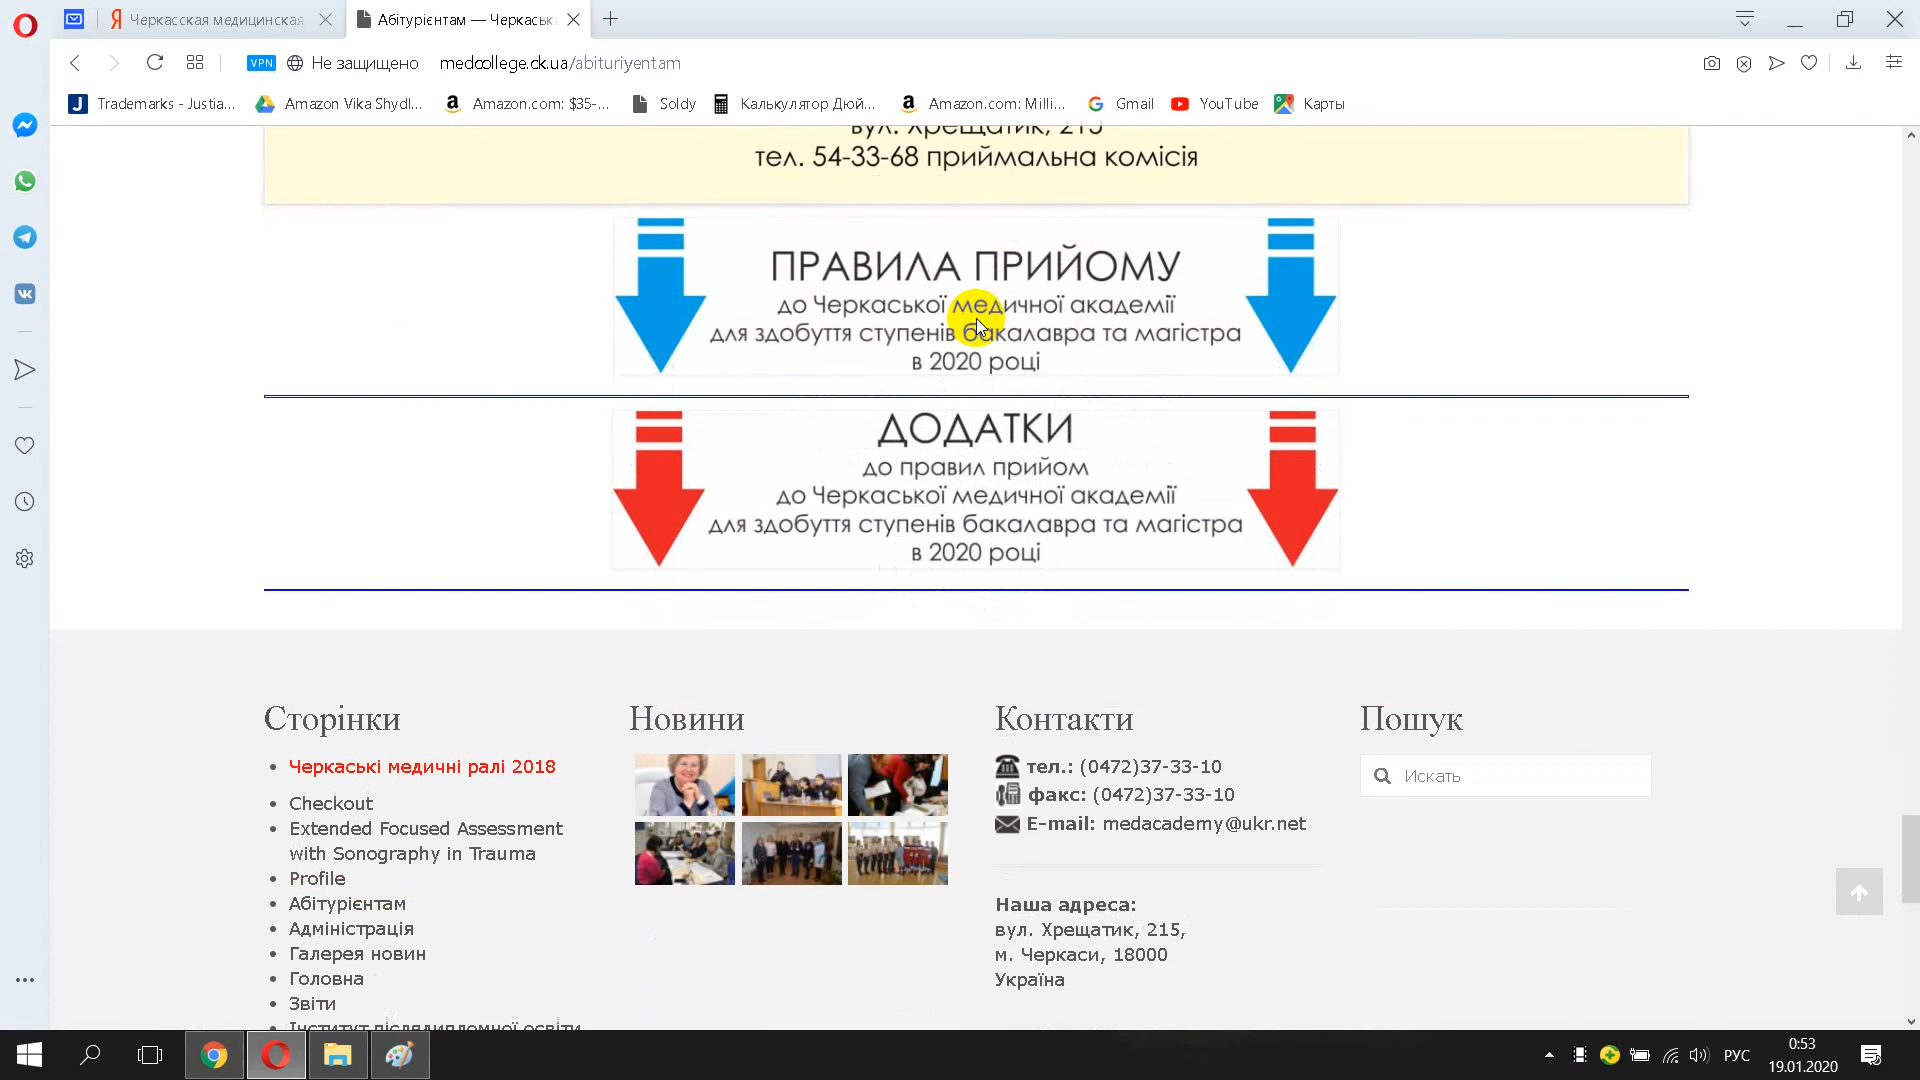 Черкасская медицинская
Абітурієнтам — Черкаськ
VPN
Не защищено
medcollege.ck.ua/abituriyentam
Trademarks - Justia...
Amazon Vika Shydl...
Amazon.com: $35-...
Soldy
Калькулятор Дюй...
Amazon.com: Milli...
Gmail
YouTube
Карты
вул. Хрещатик, 215
тел. 54-33-68 приймальна комісія
ПРАВИЛА ПРИЙОМУ
до Черкаської медичної академії
для здобуття ступенів бакалавра та магістра
в 2020 році
ДОДАТКИ
до правил прийом
до Черкаської медичної академії
для здобуття ступенів бакалавра та магістра
в 2020 році
Сторінки
Черкаські медичні ралі 2018
Checkout
Extended Focused Assessment
with Sonography in Trauma
Profile
Абітурієнтам
Адміністрація
Галерея новин
Головна
Звіти
Інститут післядипломної освіти
Новини
Контакти
тел.: (0472)37-33-10
факс: (0472)37-33-10
E-mail: medacademy@ukr.net
Наша адреса:
вул. Хрещатик, 215,
м. Черкаси, 18000
Україна
Пошук
Искать
РУС
0:53
19.01.2020